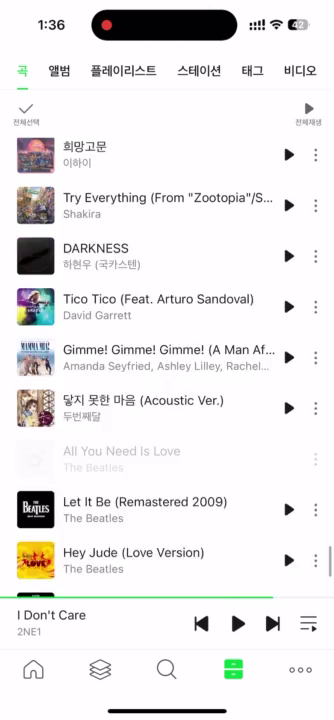 1:36
42
곡 앨범 플레이리스트 스테이션 태그 비디오
전체선택 전체재생
희망고문
이하이
Try Everything (From "Zootopia"/S...
Shakira
DARKNESS
하현우 (국카스텐)
Tico Tico (Feat. Arturo Sandoval)
David Garrett
MAMMA MIA!
Gimme! Gimme! Gimme! (A Man Af...
Amanda Seyfried, Ashley Lilley, Rachel...
닿지 못한 마음 (Acoustic Ver.)
두번째달
All You Need Is Love
The Beatles
THE
BEATLES
Let It Be (Remastered 2009)
The Beatles
LOVE
Hey Jude (Love Version)
The Beatles
I Don't Care
2NE1